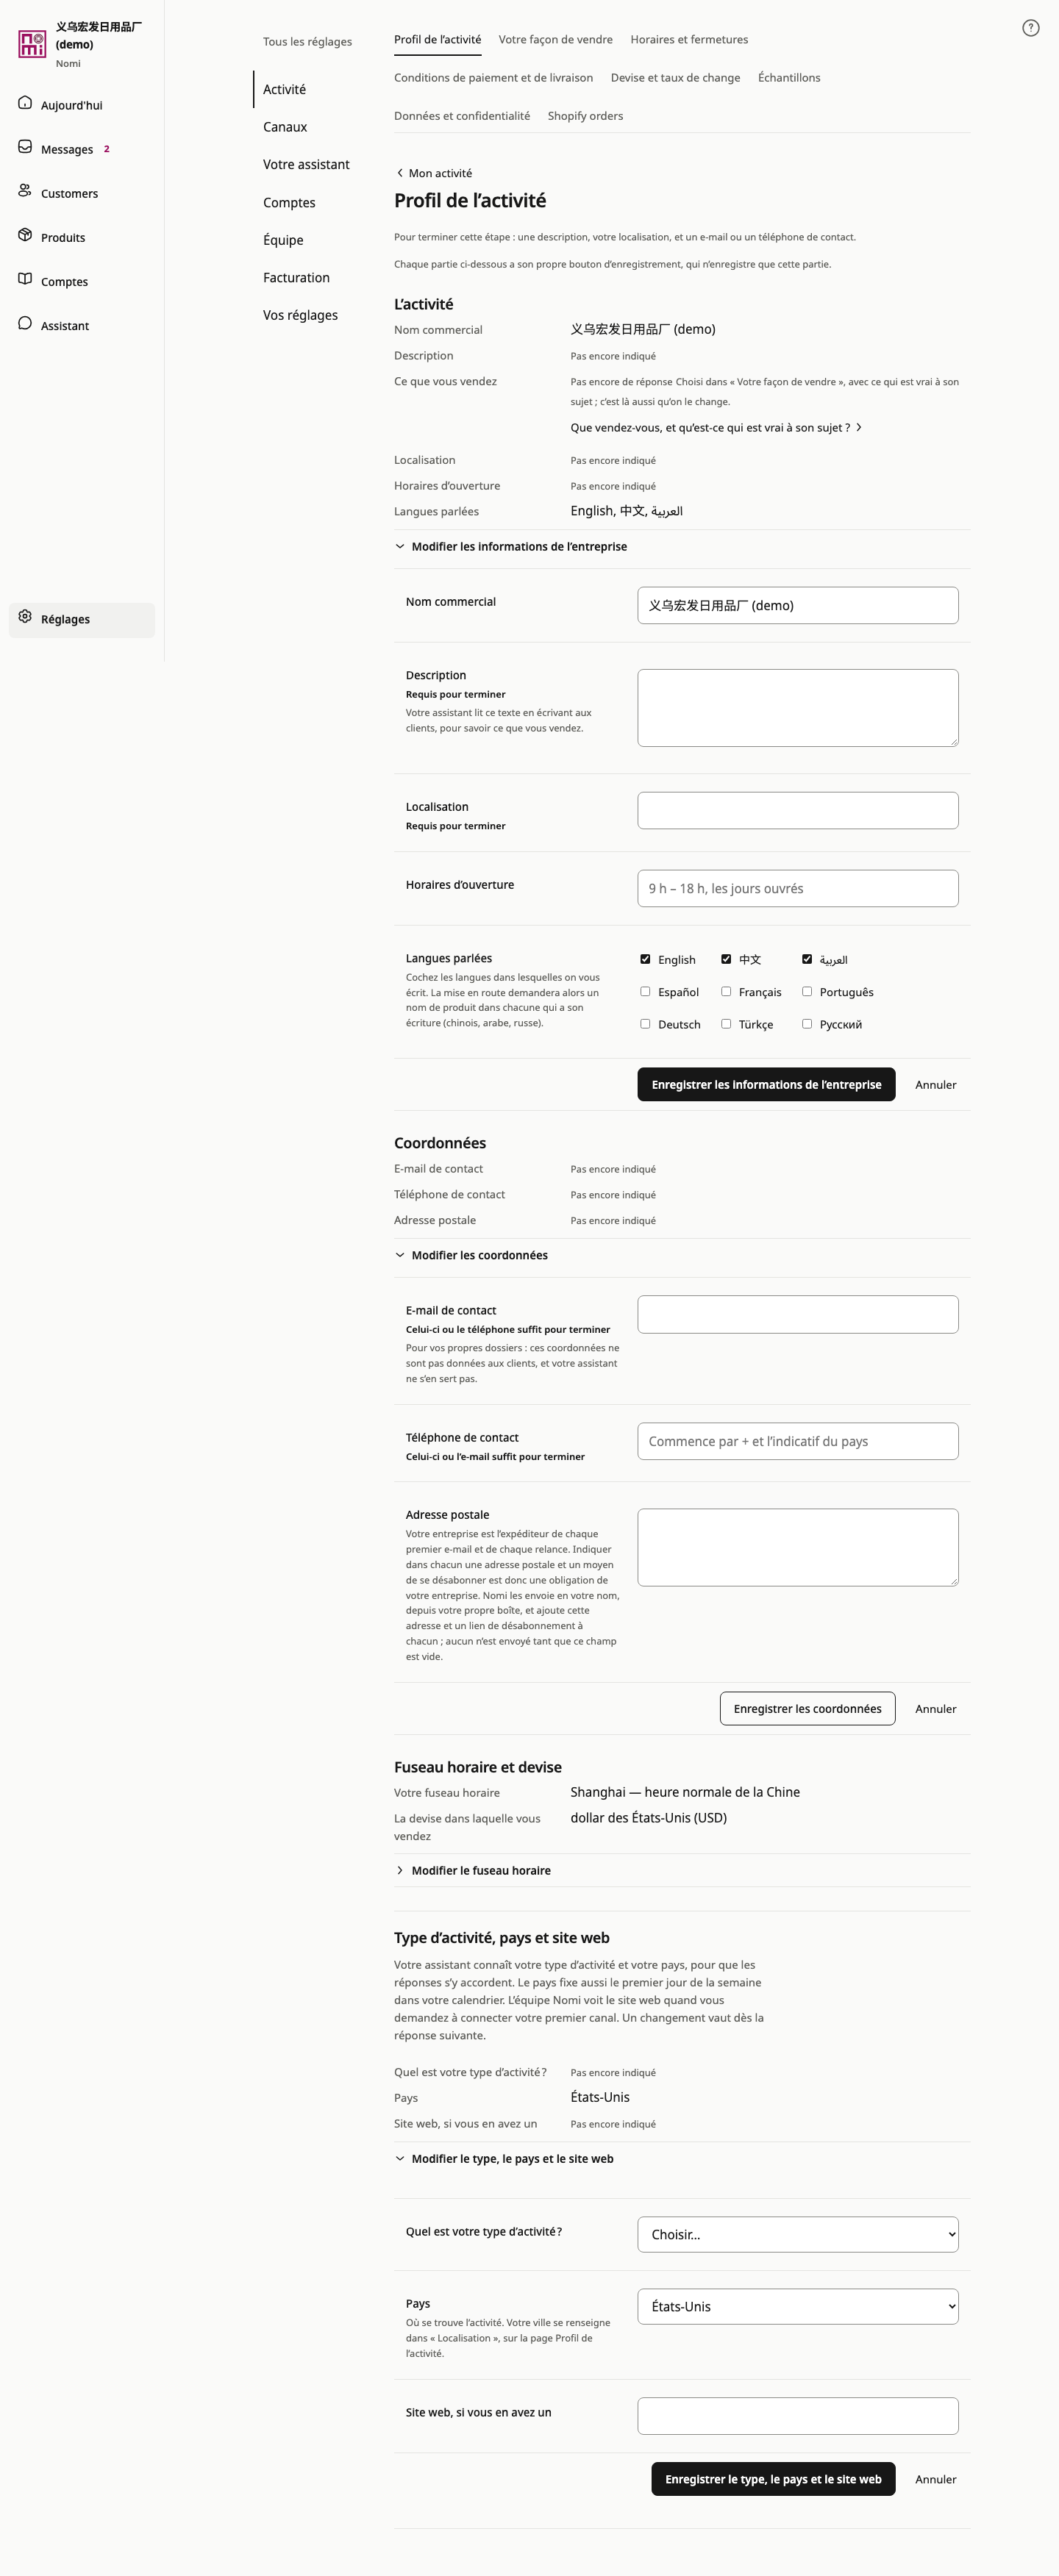 义乌宏发日用品厂
(demo)
Nomi
Aujourd'hui
Messages 2
Customers
Produits
Comptes
Assistant
Réglages
Tous les réglages
Activité
Canaux
Votre assistant
Comptes
Équipe
Facturation
Vos réglages
Profil de l’activité Votre façon de vendre Horaires et fermetures
Conditions de paiement et de livraison Devise et taux de change Échantillons
Données et confidentialité Shopify orders
Mon activité
Profil de l’activité
Pour terminer cette étape : une description, votre localisation, et un e-mail ou un téléphone de contact.
Chaque partie ci-dessous a son propre bouton d’enregistrement, qui n’enregistre que cette partie.
L’activité
Nom commercial 义乌宏发日用品厂 (demo)
Description Pas encore indiqué
Ce que vous vendez Pas encore de réponse Choisi dans « Votre façon de vendre », avec ce qui est vrai à son
sujet ; c’est là aussi qu’on le change.
Que vendez-vous, et qu’est-ce qui est vrai à son sujet ?
Localisation Pas encore indiqué
Horaires d’ouverture Pas encore indiqué
Langues parlées English, 中文, العربية
Modifier les informations de l’entreprise
Nom commercial 义乌宏发日用品厂 (demo)
Description
Requis pour terminer
Votre assistant lit ce texte en écrivant aux
clients, pour savoir ce que vous vendez.
Localisation
Requis pour terminer
Horaires d’ouverture 9 h – 18 h, les jours ouvrés
Langues parlées
Cochez les langues dans lesquelles on vous
écrit. La mise en route demandera alors un
nom de produit dans chacune qui a son
écriture (chinois, arabe, russe).
English 中文 العربية
Español Français Português
Deutsch Türkçe Русский
Enregistrer les informations de l’entreprise Annuler
Coordonnées
E-mail de contact Pas encore indiqué
Téléphone de contact Pas encore indiqué
Adresse postale Pas encore indiqué
Modifier les coordonnées
E-mail de contact
Celui-ci ou le téléphone suffit pour terminer
Pour vos propres dossiers : ces coordonnées ne
sont pas données aux clients, et votre assistant
ne s’en sert pas.
Téléphone de contact Commence par + et l’indicatif du pays
Celui-ci ou l’e-mail suffit pour terminer
Adresse postale
Votre entreprise est l’expéditeur de chaque
premier e-mail et de chaque relance. Indiquer
dans chacun une adresse postale et un moyen
de se désabonner est donc une obligation de
votre entreprise. Nomi les envoie en votre nom,
depuis votre propre boîte, et ajoute cette
adresse et un lien de désabonnement à
chacun ; aucun n’est envoyé tant que ce champ
est vide.
Enregistrer les coordonnées Annuler
Fuseau horaire et devise
Votre fuseau horaire Shanghai — heure normale de la Chine
La devise dans laquelle vous
vendez
dollar des États-Unis (USD)
Modifier le fuseau horaire
Type d’activité, pays et site web
Votre assistant connaît votre type d’activité et votre pays, pour que les
réponses s’y accordent. Le pays fixe aussi le premier jour de la semaine
dans votre calendrier. L’équipe Nomi voit le site web quand vous
demandez à connecter votre premier canal. Un changement vaut dès la
réponse suivante.
Quel est votre type d’activité ? Pas encore indiqué
Pays États-Unis
Site web, si vous en avez un Pas encore indiqué
Modifier le type, le pays et le site web
Quel est votre type d’activité ? Choisir…
Pays États-Unis
Où se trouve l’activité. Votre ville se renseigne
dans « Localisation », sur la page Profil de
l’activité.
Site web, si vous en avez un
Enregistrer le type, le pays et le site web Annuler